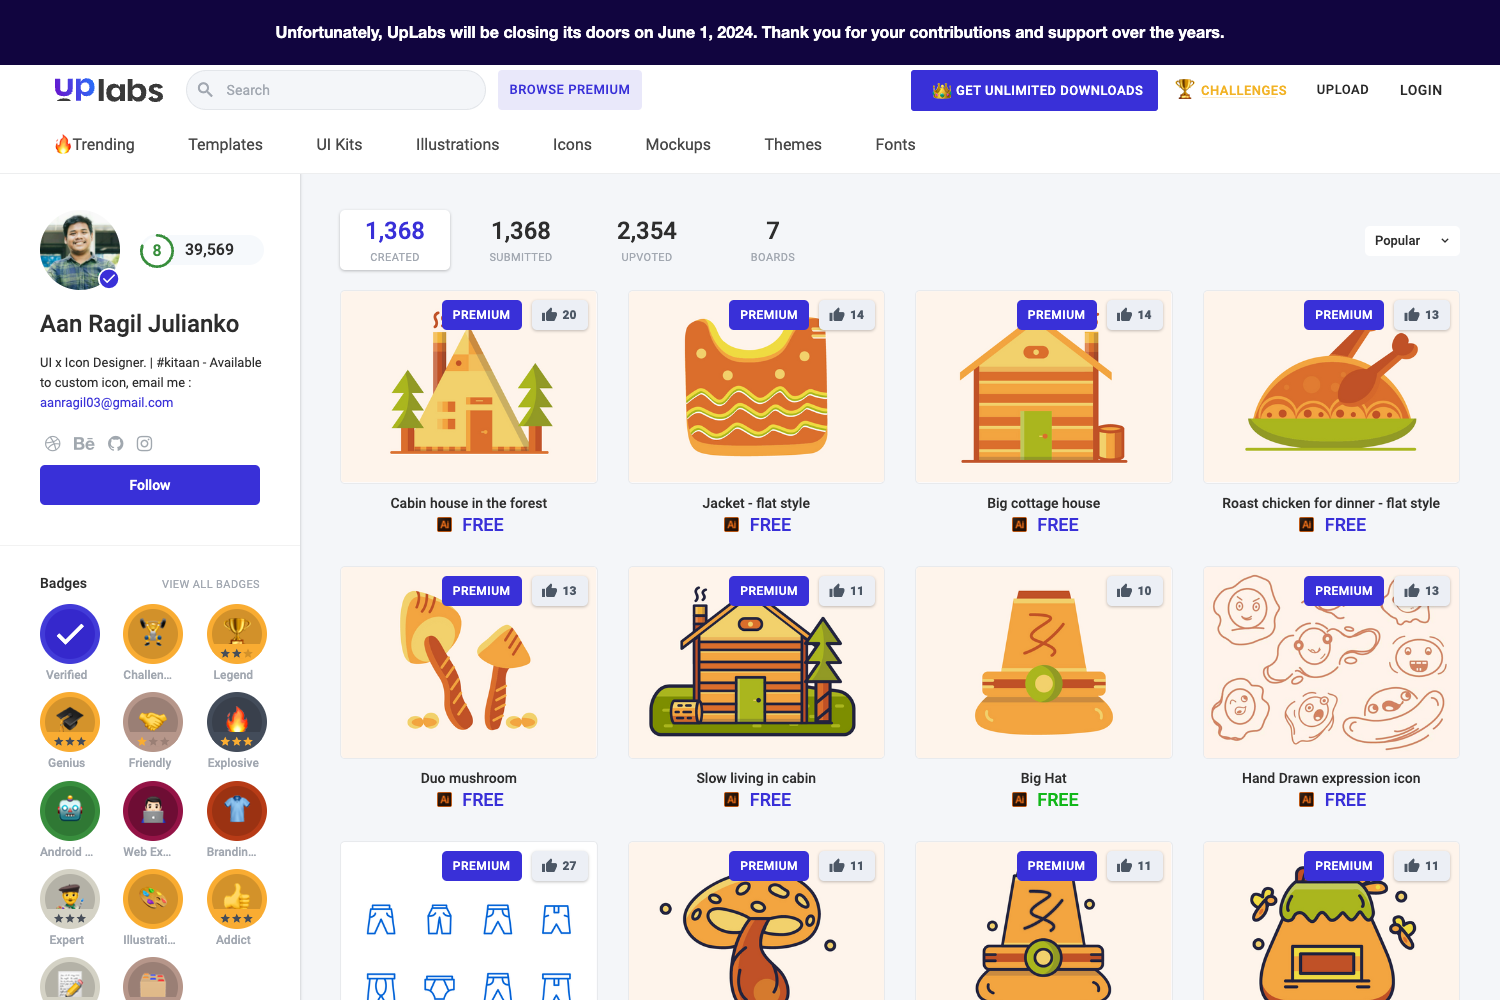 Unfortunately, UpLabs will be closing its doors on June 1, 2024. Thank you for your contributions and support over the years.
uplabs
Search
BROWSE PREMIUM
GET UNLIMITED DOWNLOADS
CHALLENGES
UPLOAD
LOGIN
Trending
Templates
UI Kits
Illustrations
Icons
Mockups
Themes
Fonts
8
39,569
Aan Ragil Julianko
UI x Icon Designer. | #kitaan - Available
to custom icon, email me :
aanragil03@gmail.com
Bē
Follow
Badges
VIEW ALL BADGES
Verified
Challen...
Legend
Genius
Friendly
Explosive
Android ...
Web Ex...
Brandin...
Expert
Illustrati...
Addict
1,368
CREATED
1,368
SUBMITTED
2,354
UPVOTED
7
BOARDS
Popular
PREMIUM
20
Cabin house in the forest
Ai FREE
PREMIUM
14
Jacket - flat style
Ai FREE
PREMIUM
14
Big cottage house
Ai FREE
PREMIUM
13
Roast chicken for dinner - flat style
Ai FREE
PREMIUM
13
Duo mushroom
Ai FREE
PREMIUM
11
Slow living in cabin
Ai FREE
10
Big Hat
Ai FREE
PREMIUM
13
Hand Drawn expression icon
Ai FREE
PREMIUM
27
PREMIUM
11
PREMIUM
11
PREMIUM
11